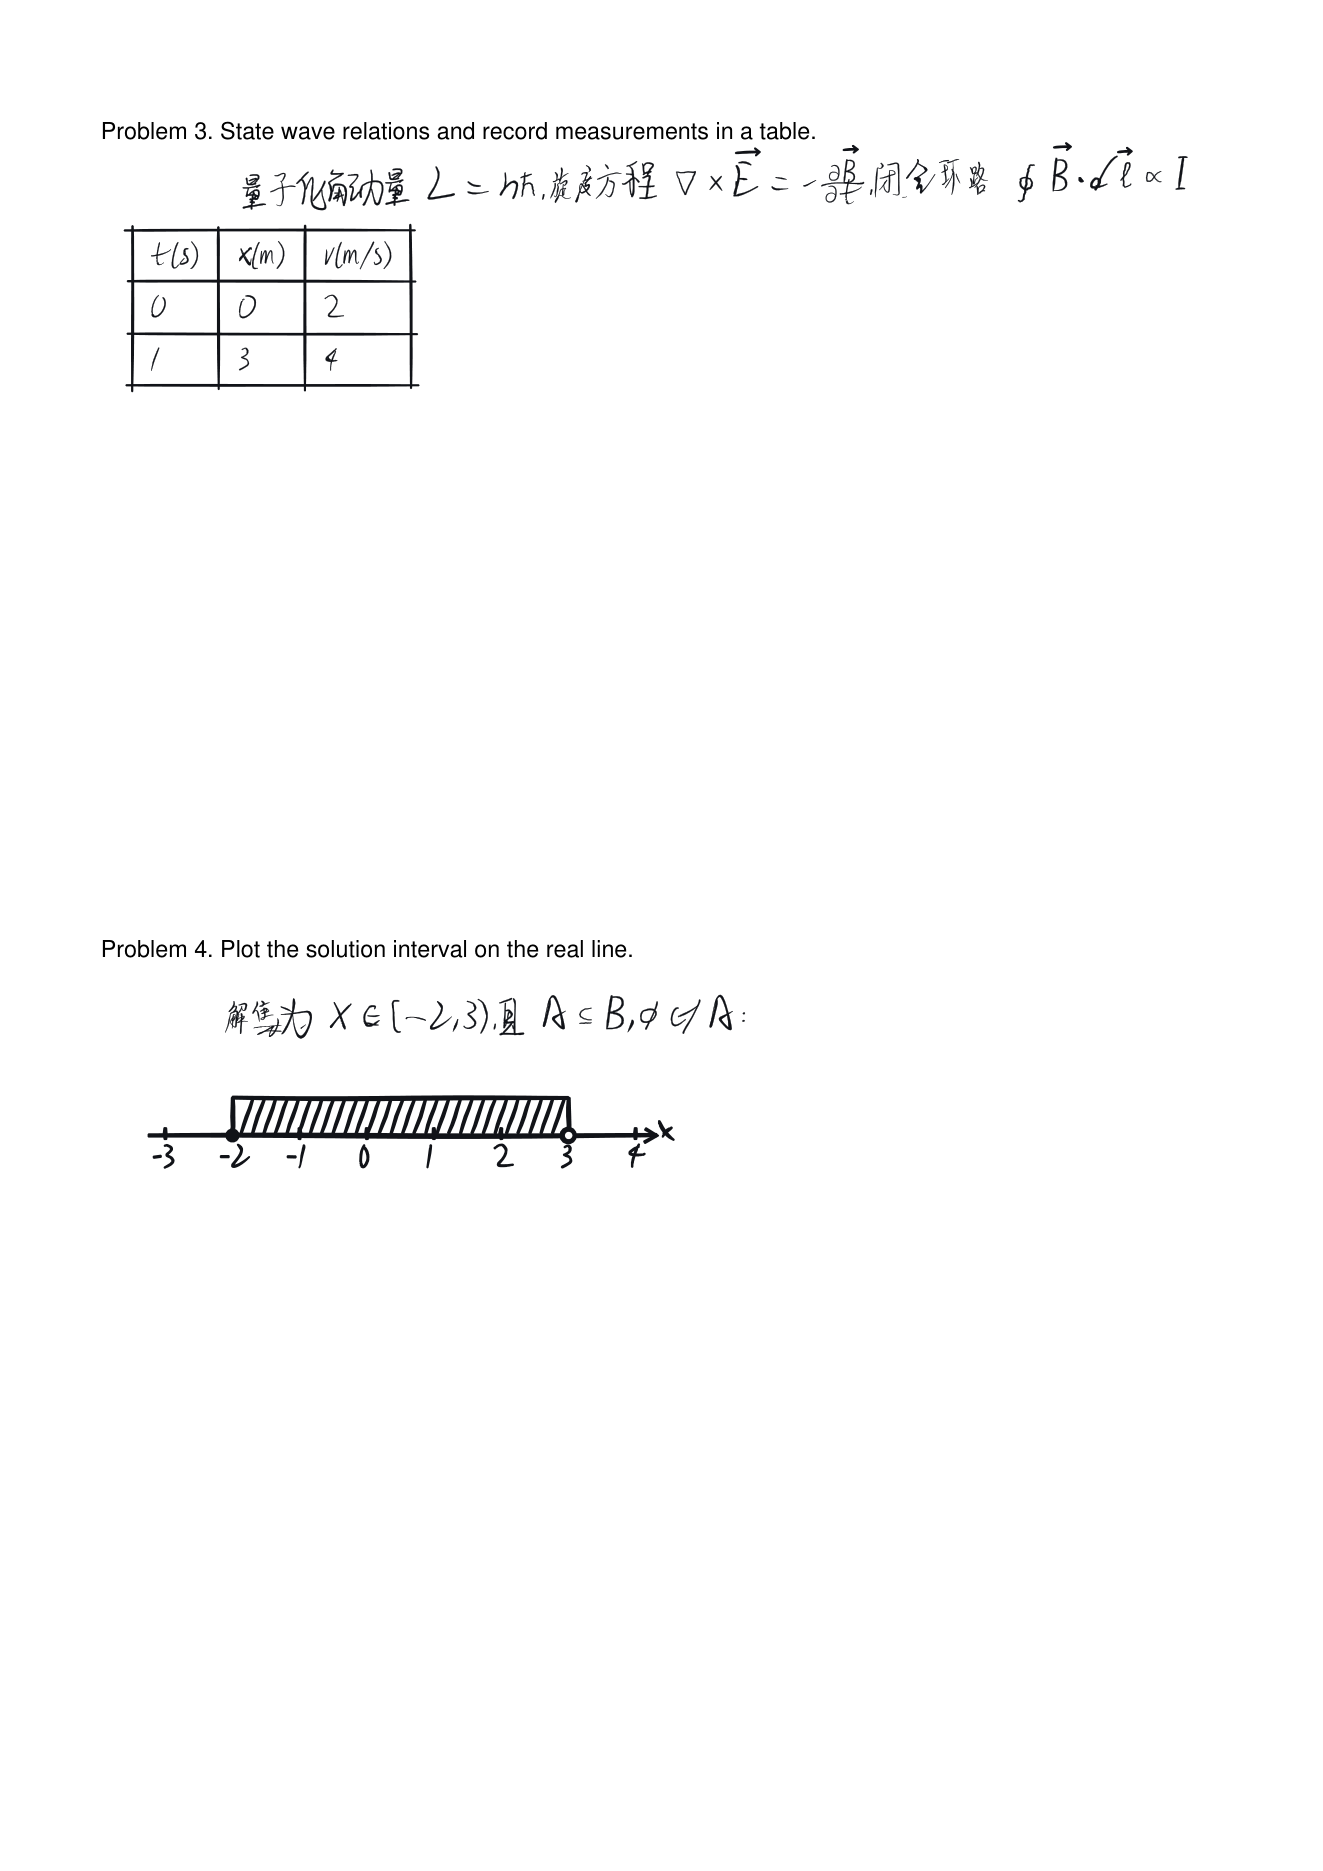 Problem 3. State wave relations and record measurements in a table.
量子化角动量 L = nħ, 旋度方程 ∇ × E⃗ = -∂B⃗/∂t, 闭合环路 ∮ B⃗ · d l⃗ ∝ I
t(s) x(m) v(m/s)
0 0 2
1 3 4
Problem 4. Plot the solution interval on the real line.
解集为 x ∈ [-2,3), 且 A ⊆ B, ∅ ⊄ A:
x
-3 -2 -1 0 1 2 3 4